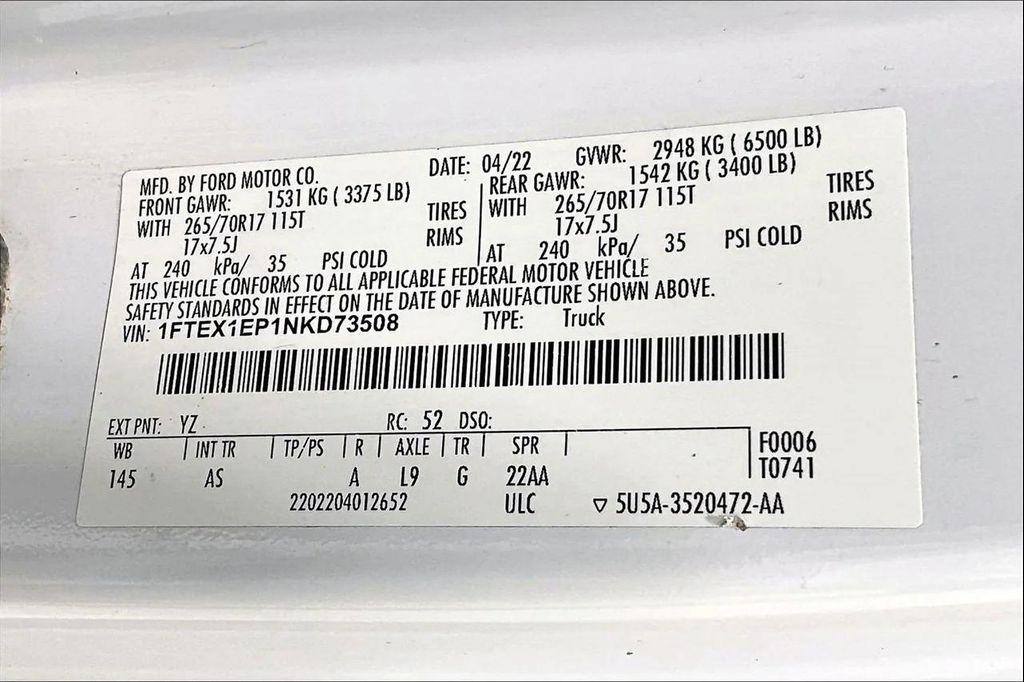 MFD. BY FORD MOTOR CO. DATE: 04/22 GVWR: 2948 KG ( 6500 LB)
FRONT GAWR: 1531 KG ( 3375 LB) REAR GAWR: 1542 KG ( 3400 LB)
WITH 265/70R17 115T TIRES WITH 265/70R17 115T TIRES
17x7.5J RIMS 17x7.5J RIMS
AT 240 kPa/ 35 PSI COLD AT 240 kPa/ 35 PSI COLD
THIS VEHICLE CONFORMS TO ALL APPLICABLE FEDERAL MOTOR VEHICLE
SAFETY STANDARDS IN EFFECT ON THE DATE OF MANUFACTURE SHOWN ABOVE.
VIN: 1FTEX1EP1NKD73508 TYPE: Truck
EXT PNT: YZ RC: 52 DSO:
WB INT TR TP/PS R AXLE TR SPR F0006
145 AS A L9 G 22AA T0741
2202204012652 ULC ▽ 5U5A-3520472-AA